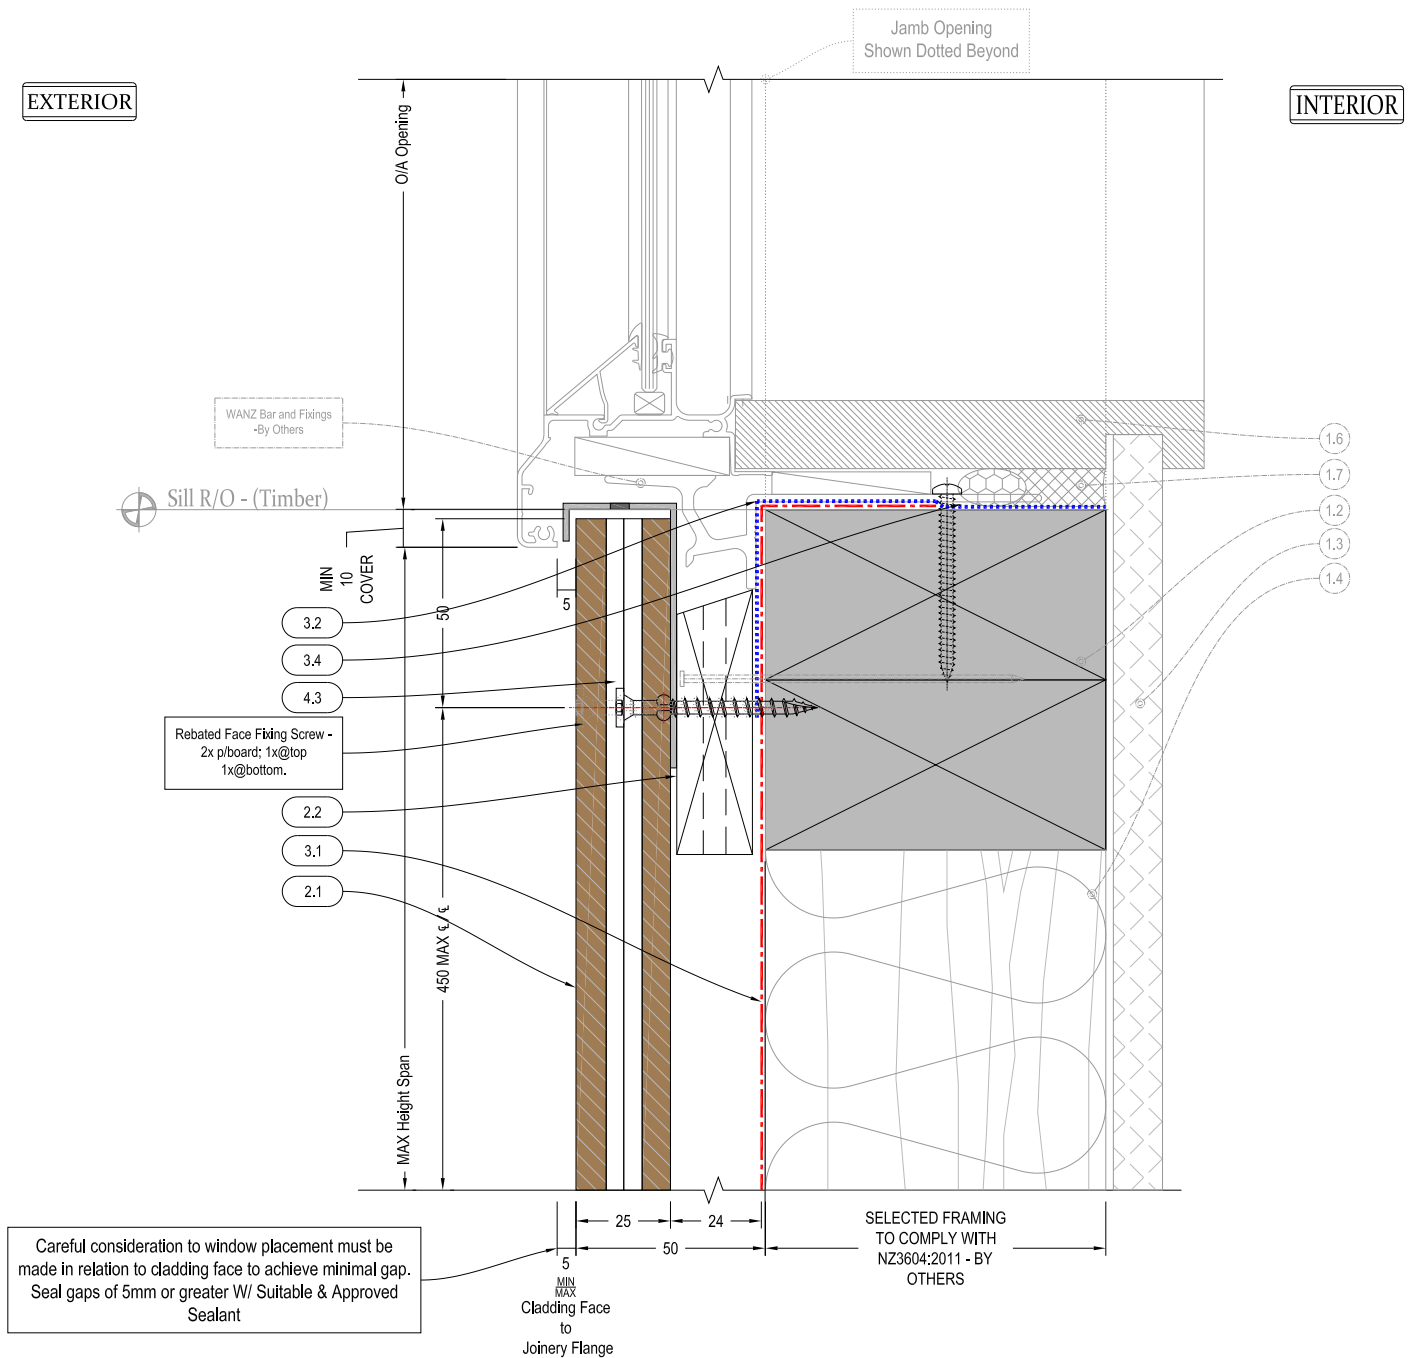 Jamb Opening
Shown Dotted Beyond
EXTERIOR
INTERIOR
O/A Opening
WANZ Bar and Fixings
-By Others
1.6
1.7
1.2
1.3
1.4
Sill R/O - (Timber)
MIN
10
COVER
5
50
3.2
3.4
4.3
Rebated Face Fixing Screw -
2x p/board; 1x@top
1x@bottom.
2.2
3.1
2.1
450 MAX ℄/℄
MAX Height Span
25
24
50
5
MIN
MAX
Cladding Face
to
Joinery Flange
SELECTED FRAMING
TO COMPLY WITH
NZ3604:2011 - BY
OTHERS
Careful consideration to window placement must be
made in relation to cladding face to achieve minimal gap.
Seal gaps of 5mm or greater W/ Suitable & Approved
Sealant